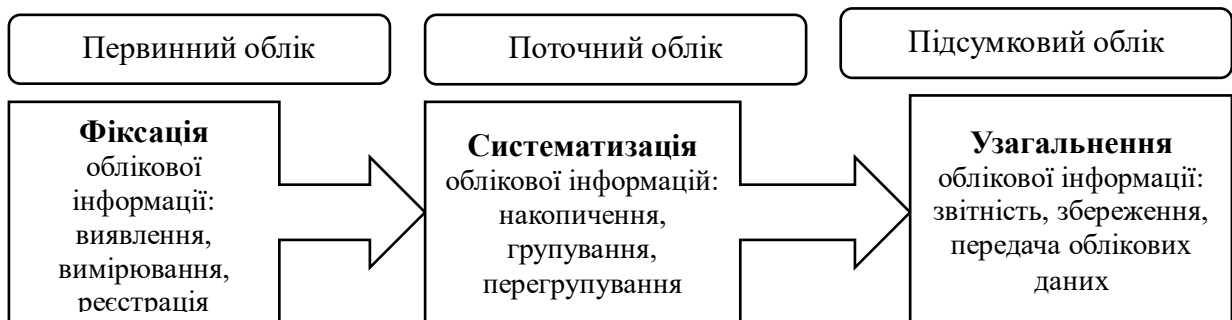 Первинний облік
Поточний облік
Підсумковий облік
Фіксація
облікової
інформації:
виявлення,
вимірювання,
реєстрація
Систематизація
облікової інформацій:
накопичення,
групування,
перегрупування
Узагальнення
облікової інформації:
звітність, збереження,
передача облікових
даних